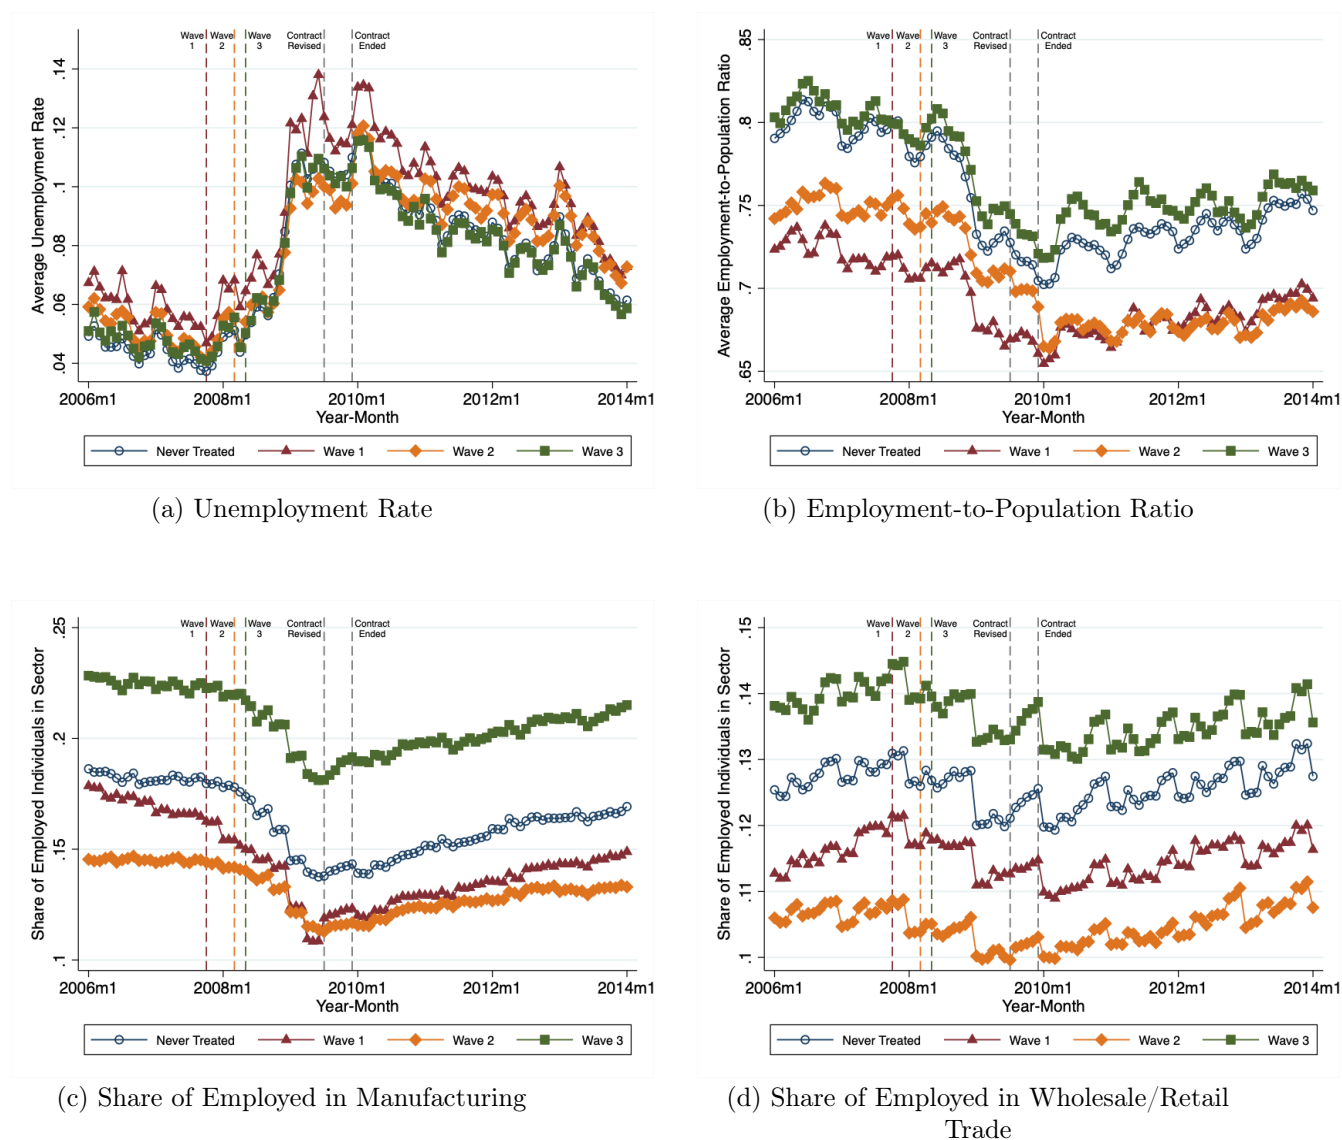 Wave 1
Wave 2
Wave 3
Contract Revised
Contract Ended
Average Unemployment Rate
.14
.12
.1
.08
.06
.04
2006m1 2008m1 2010m1 2012m1 2014m1
Year-Month
Never Treated Wave 1 Wave 2 Wave 3
(a) Unemployment Rate
Wave 1
Wave 2
Wave 3
Contract Revised
Contract Ended
Average Employment-to-Population Ratio
.85
.8
.75
.7
.65
2006m1 2008m1 2010m1 2012m1 2014m1
Year-Month
Never Treated Wave 1 Wave 2 Wave 3
(b) Employment-to-Population Ratio
Wave 1
Wave 2
Wave 3
Contract Revised
Contract Ended
Share of Employed Individuals in Sector
.25
.2
.15
.1
2006m1 2008m1 2010m1 2012m1 2014m1
Year-Month
Never Treated Wave 1 Wave 2 Wave 3
(c) Share of Employed in Manufacturing
Wave 1
Wave 2
Wave 3
Contract Revised
Contract Ended
Share of Employed Individuals in Sector
.15
.14
.13
.12
.11
.1
2006m1 2008m1 2010m1 2012m1 2014m1
Year-Month
Never Treated Wave 1 Wave 2 Wave 3
(d) Share of Employed in Wholesale/Retail
Trade